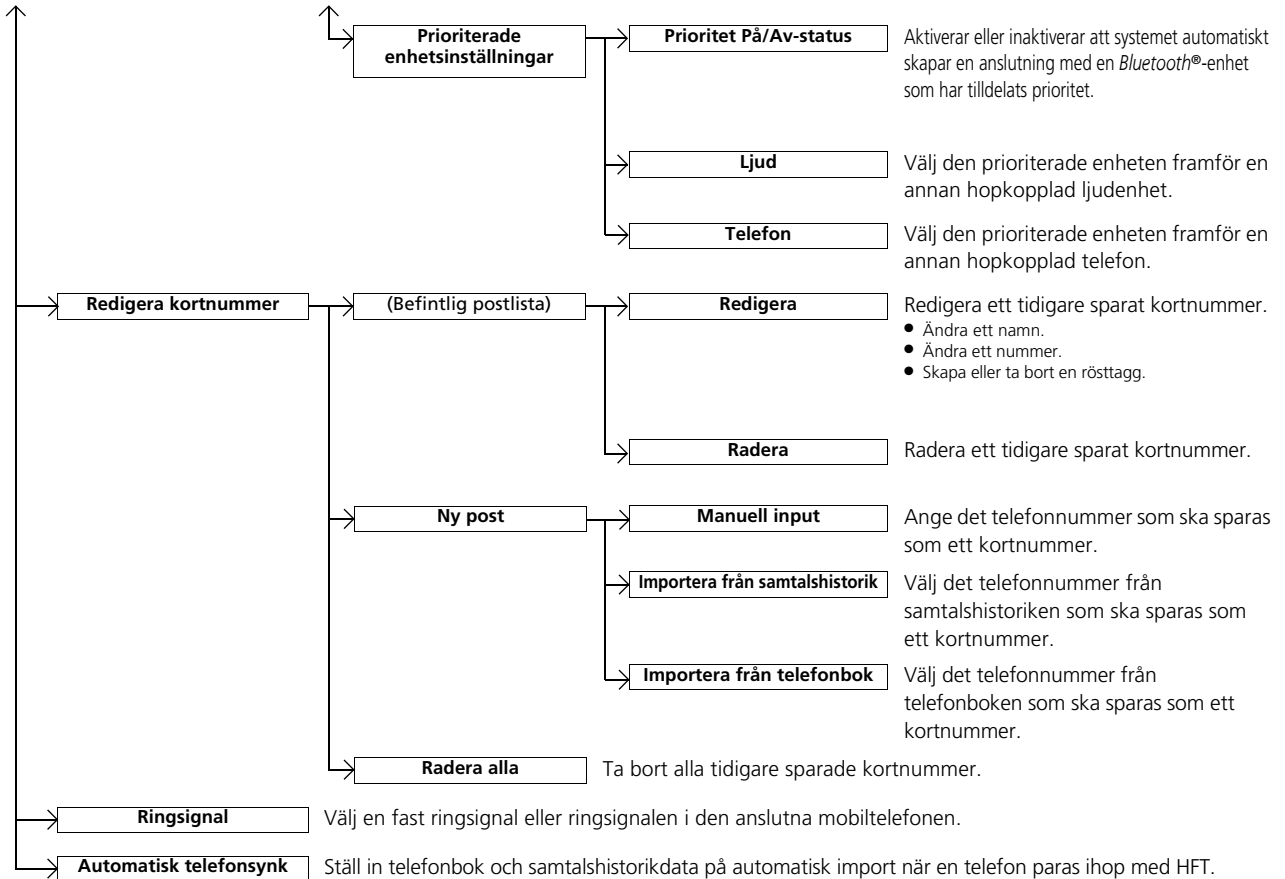 Prioriterade
enhetsinställningar
Prioritet På/Av-status
Aktiverar eller inaktiverar att systemet automatiskt
skapar en anslutning med en Bluetooth®-enhet
som har tilldelats prioritet.
Ljud
Välj den prioriterade enheten framför en
annan hopkopplad ljudenhet.
Telefon
Välj den prioriterade enheten framför en
annan hopkopplad telefon.
Redigera kortnummer
(Befintlig postlista)
Redigera
Redigera ett tidigare sparat kortnummer.
● Ändra ett namn.
● Ändra ett nummer.
● Skapa eller ta bort en rösttagg.
Radera
Radera ett tidigare sparat kortnummer.
Ny post
Manuell input
Ange det telefonnummer som ska sparas
som ett kortnummer.
Importera från samtalshistorik
Välj det telefonnummer från
samtalshistoriken som ska sparas som
ett kortnummer.
Importera från telefonbok
Välj det telefonnummer från
telefonboken som ska sparas som ett
kortnummer.
Radera alla
Ta bort alla tidigare sparade kortnummer.
Ringsignal
Välj en fast ringsignal eller ringsignalen i den anslutna mobiltelefonen.
Automatisk telefonsynk
Ställ in telefonbok och samtalshistorikdata på automatisk import när en telefon paras ihop med HFT.